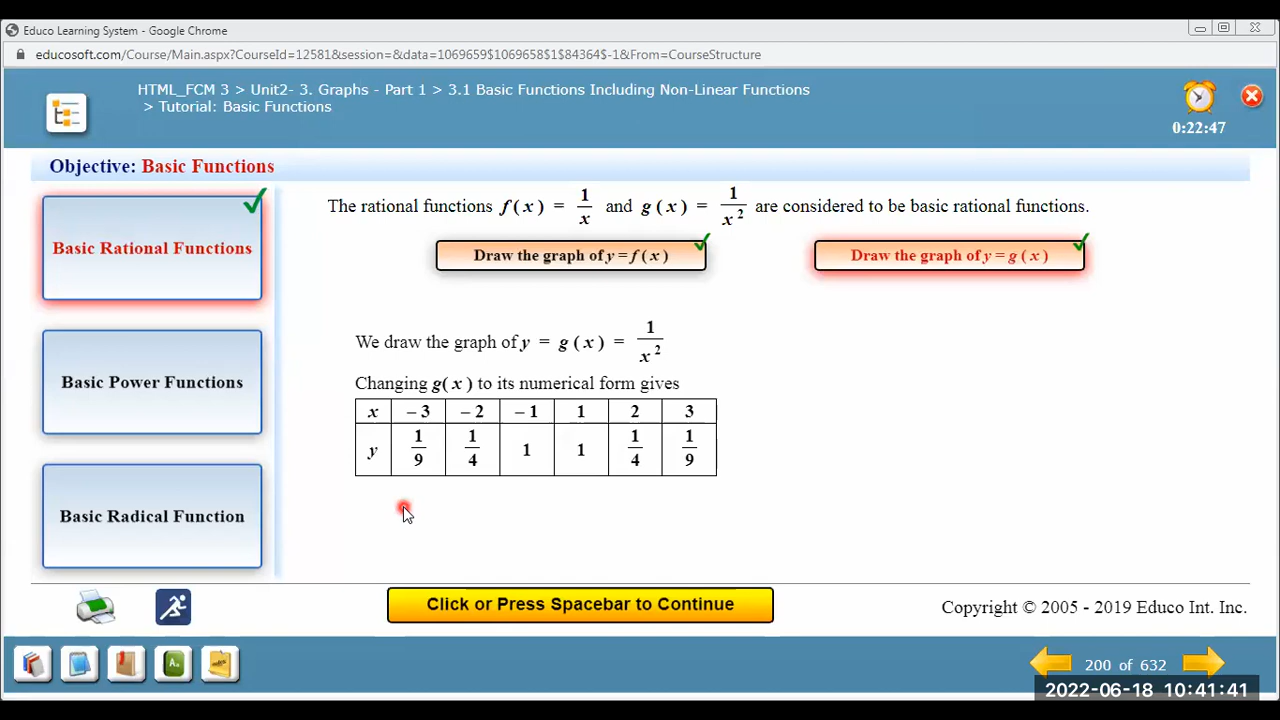 Educo Learning System - Google Chrome
educosoft.com/Course/Main.aspx?CourseId=12581&session=&data=1069659$1069658$1$84364$-1&From=CourseStructure
HTML_FCM 3 > Unit2- 3. Graphs - Part 1 > 3.1 Basic Functions Including Non-Linear Functions
> Tutorial: Basic Functions
0:22:47
Objective: Basic Functions
Basic Rational Functions
Basic Power Functions
Basic Radical Function
The rational functions f ( x ) = 1/x and g ( x ) = 1/x² are considered to be basic rational functions.
Draw the graph of y = f ( x )
Draw the graph of y = g ( x )
We draw the graph of y = g ( x ) = 1/x²
Changing g( x ) to its numerical form gives
x – 3 – 2 – 1 1 2 3
y 1/9 1/4 1 1 1/4 1/9
Click or Press Spacebar to Continue
Copyright © 2005 - 2019 Educo Int. Inc.
200 of 632
2022-06-18 10:41:41